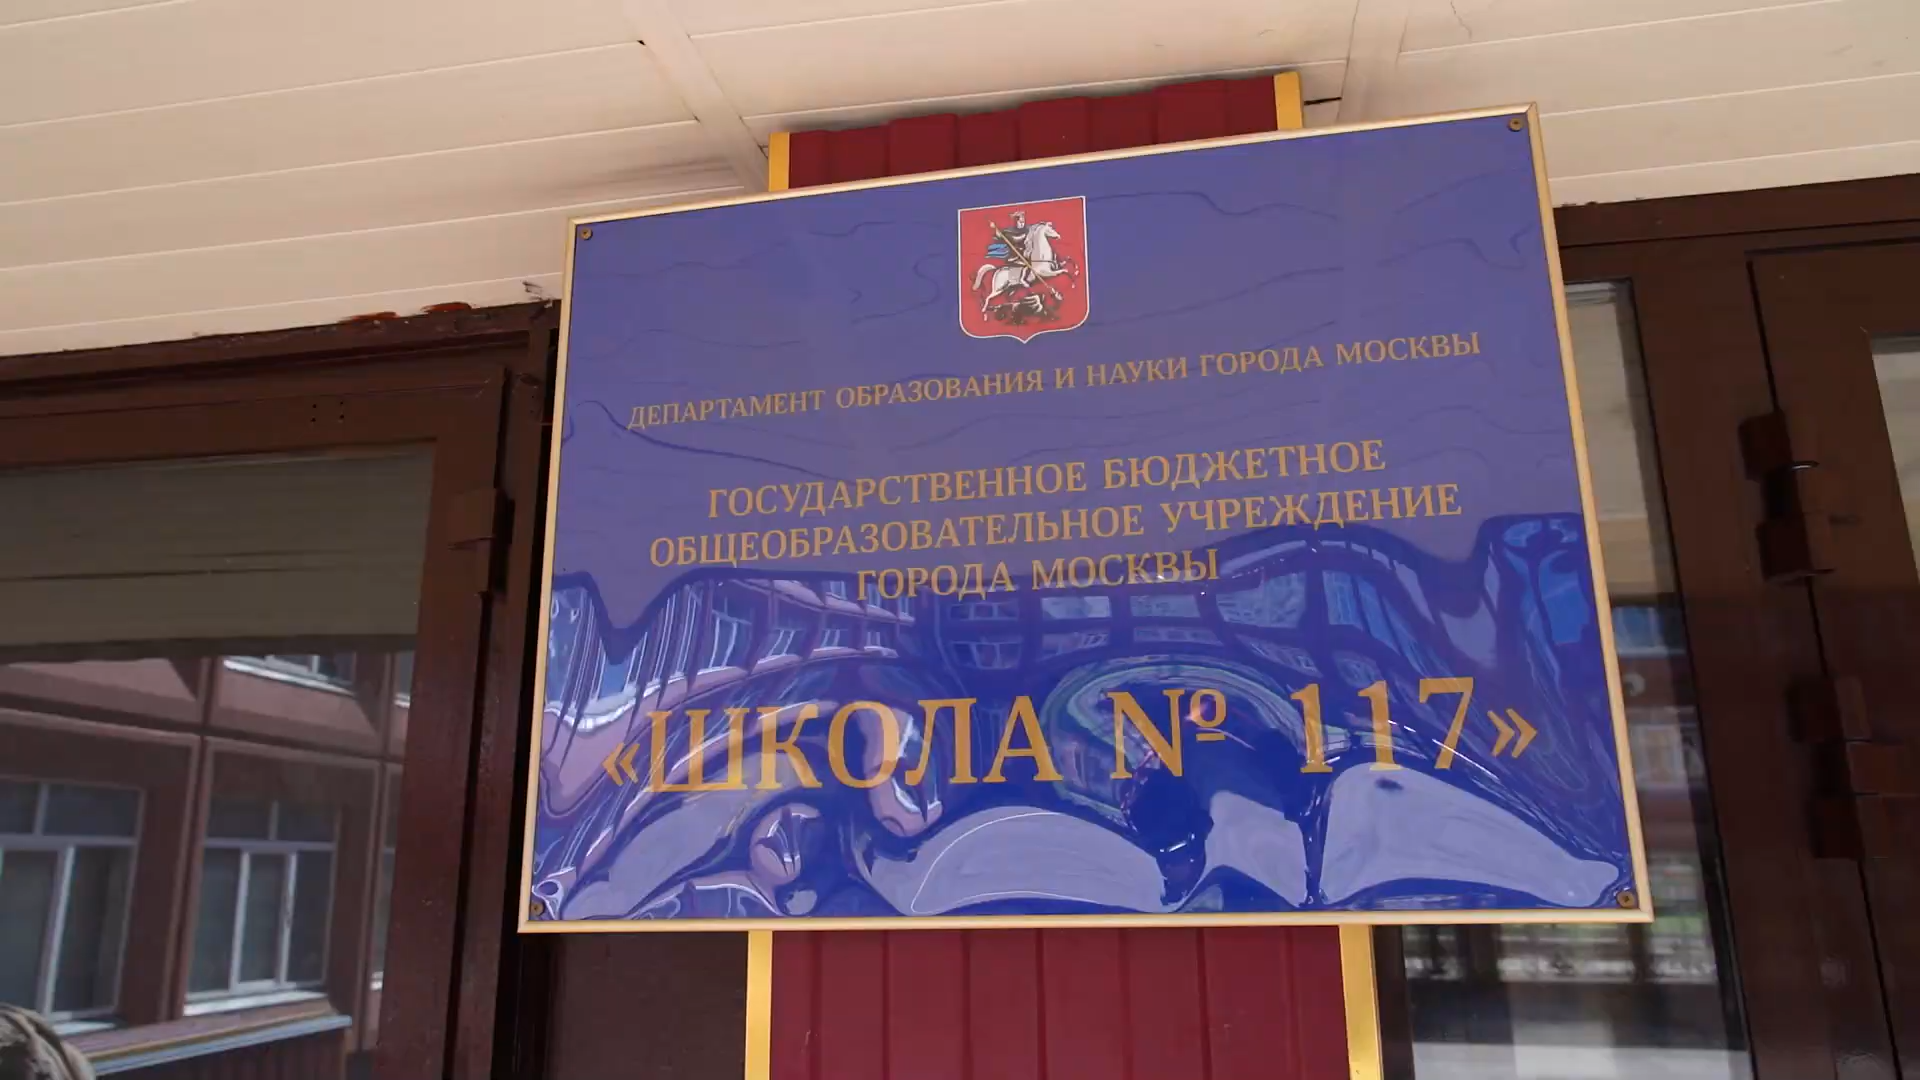 ДЕПАРТАМЕНТ ОБРАЗОВАНИЯ И НАУКИ ГОРОДА МОСКВЫ
ГОСУДАРСТВЕННОЕ БЮДЖЕТНОЕ
ОБЩЕОБРАЗОВАТЕЛЬНОЕ УЧРЕЖДЕНИЕ
ГОРОДА МОСКВЫ
«ШКОЛА № 117»